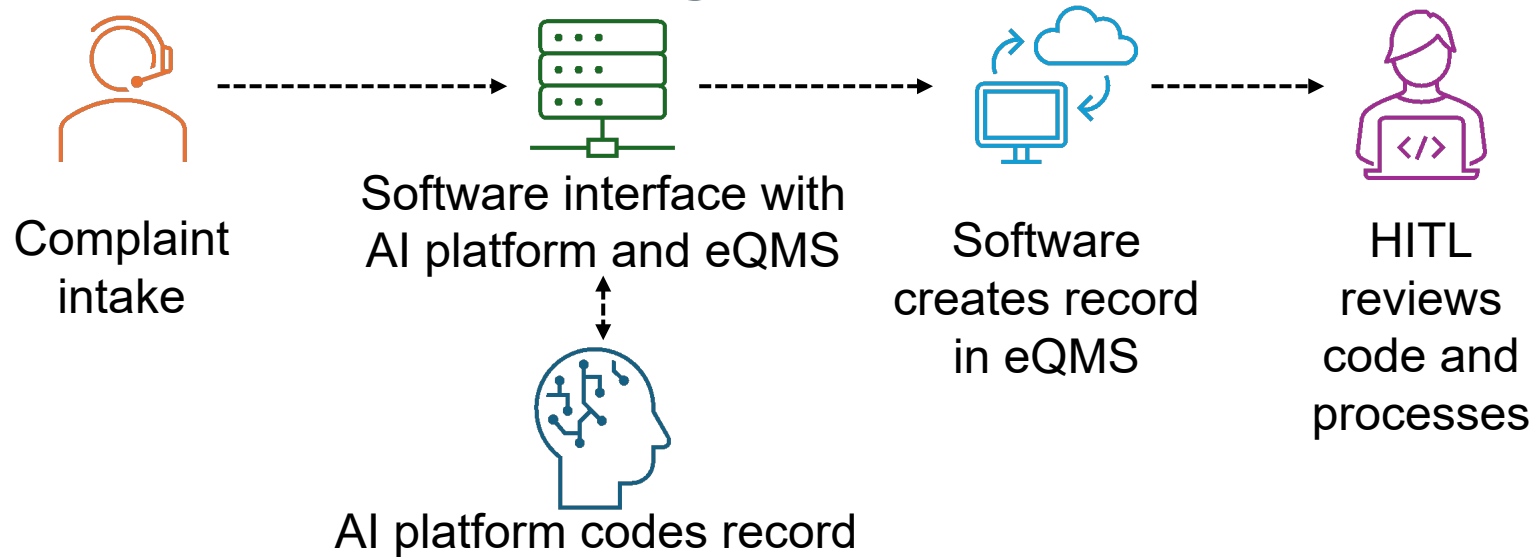 Complaint
intake
Software interface with
AI platform and eQMS
AI platform codes record
Software
creates record
in eQMS
</>
HITL
reviews
code and
processes